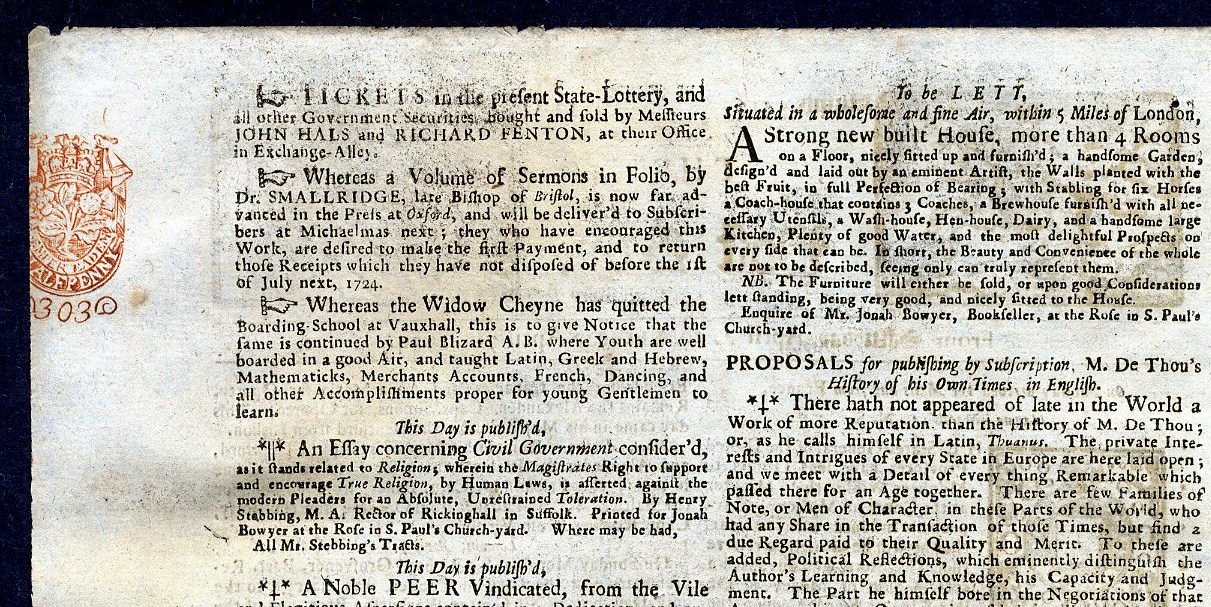 TICKETS in the present State-Lottery, and
all other Government Securities, bought and sold by Messieurs
JOHN HALS and RICHARD FENTON, at their Office
in Exchange-Alley.
Whereas a Volume of Sermons in Folio, by
Dr. SMALLRIDGE, late Bishop of Bristol, is now far ad-
vanced in the Press at Oxford, and will be deliver'd to Subscri-
bers at Michaelmas next; they who have encouraged this
Work, are desired to make the first Payment, and to return
those Receipts which they have not disposed of before the 1st
of July next, 1724.
Whereas the Widow Cheyne has quitted the
Boarding-School at Vauxhall, this is to give Notice that the
same is continued by Paul Blizard A. B. where Youth are well
boarded in a good Air, and taught Latin, Greek and Hebrew,
Mathematicks, Merchants Accounts, French, Dancing, and
all other Accomplishments proper for young Gentlemen to
learn.
This Day is publish'd,
*||* An Essay concerning Civil Government consider'd,
as it stands related to Religion; wherein the Magistrates Right to support
and encourage True Religion, by Human Laws, is asserted against the
modern Pleaders for an Absolute, Unrestrained Toleration. By Henry
Stebbing, M. A. Rector of Rickinghall in Suffolk. Printed for Jonah
Bowyer at the Rose in S. Paul's Church-yard. Where may be had,
All Mr. Stebbing's Tracts.
This Day is publish'd,
*‡* A Noble PEER Vindicated, from the Vile
To be LETT,
Situated in a wholesome and fine Air, within 5 Miles of London,
A Strong new built House, more than 4 Rooms
on a Floor, nicely fitted up and furnish'd; a handsome Garden,
design'd and laid out by an eminent Artist, the Walls planted with the
best Fruit, in full Perfection of Bearing; with Stabling for six Horses
a Coach-house that contains 3 Coaches, a Brewhouse furnish'd with all ne-
cessary Utensils, a Wash-house, Hen-house, Dairy, and a handsome large
Kitchen, Plenty of good Water, and the most delightful Prospects on
every side that can be. In short, the Beauty and Convenience of the whole
are not to be described, seeing only can truly represent them.
NB. The Furniture will either be sold, or upon good Considerations
lett standing, being very good, and nicely fitted to the House.
Enquire of Mr. Jonah Bowyer, Bookseller, at the Rose in S. Paul's
Church-yard.
PROPOSALS for publishing by Subscription, M. De Thou's
History of his Own Times, in English.
*‡* There hath not appeared of late in the World a
Work of more Reputation than the History of M. De Thou;
or, as he calls himself in Latin, Thuanus. The private Inte-
rests and Intrigues of every State in Europe are here laid open;
and we meet with a Detail of every thing Remarkable which
passed there for an Age together. There are few Families of
Note, or Men of Character, in these Parts of the World, who
had any Share in the Transaction of those Times, but find a
due Regard paid to their Quality and Merit. To these are
added, Political Reflections, which eminently distinguish the
Author's Learning and Knowledge, his Capacity and Judg-
ment. The Part he himself bore in the Negotiations of that
HALFPENNY